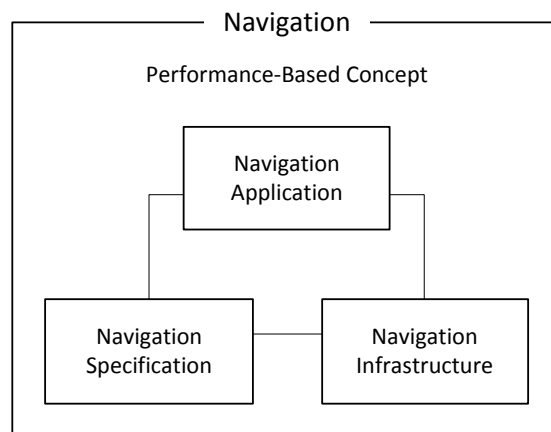 Navigation
Performance-Based Concept
Navigation
Application
Navigation
Specification
Navigation
Infrastructure